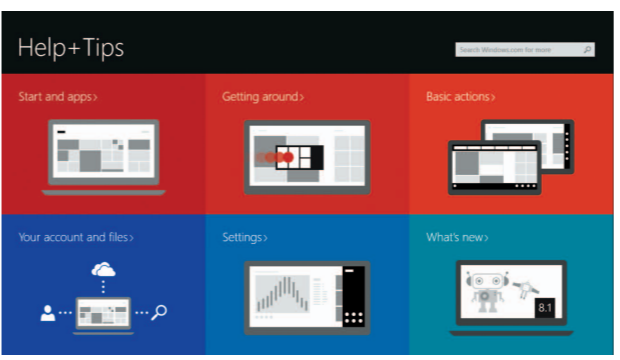 Help+Tips
Search Windows.com for more
Start and apps›
Getting around›
Basic actions›
Your account and files›
Settings›
What's new›
8.1